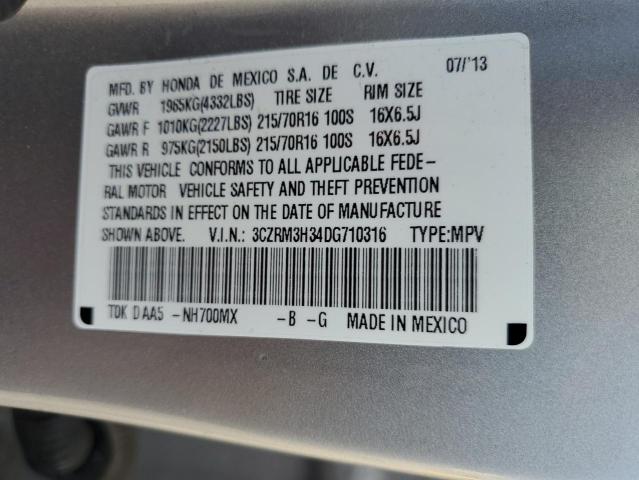 MFD. BY HONDA DE MEXICO S.A. DE C.V. 07/'13
GVWR 1965KG(4332LBS) TIRE SIZE RIM SIZE
GAWR F 1010KG(2227LBS) 215/70R16 100S 16X6.5J
GAWR R 975KG(2150LBS) 215/70R16 100S 16X6.5J
THIS VEHICLE CONFORMS TO ALL APPLICABLE FEDE-
RAL MOTOR VEHICLE SAFETY AND THEFT PREVENTION
STANDARDS IN EFFECT ON THE DATE OF MANUFACTURE
SHOWN ABOVE. V.I.N.: 3CZRM3H34DG710316 TYPE:MPV
TDK D AA5 -NH700MX -B -G MADE IN MEXICO